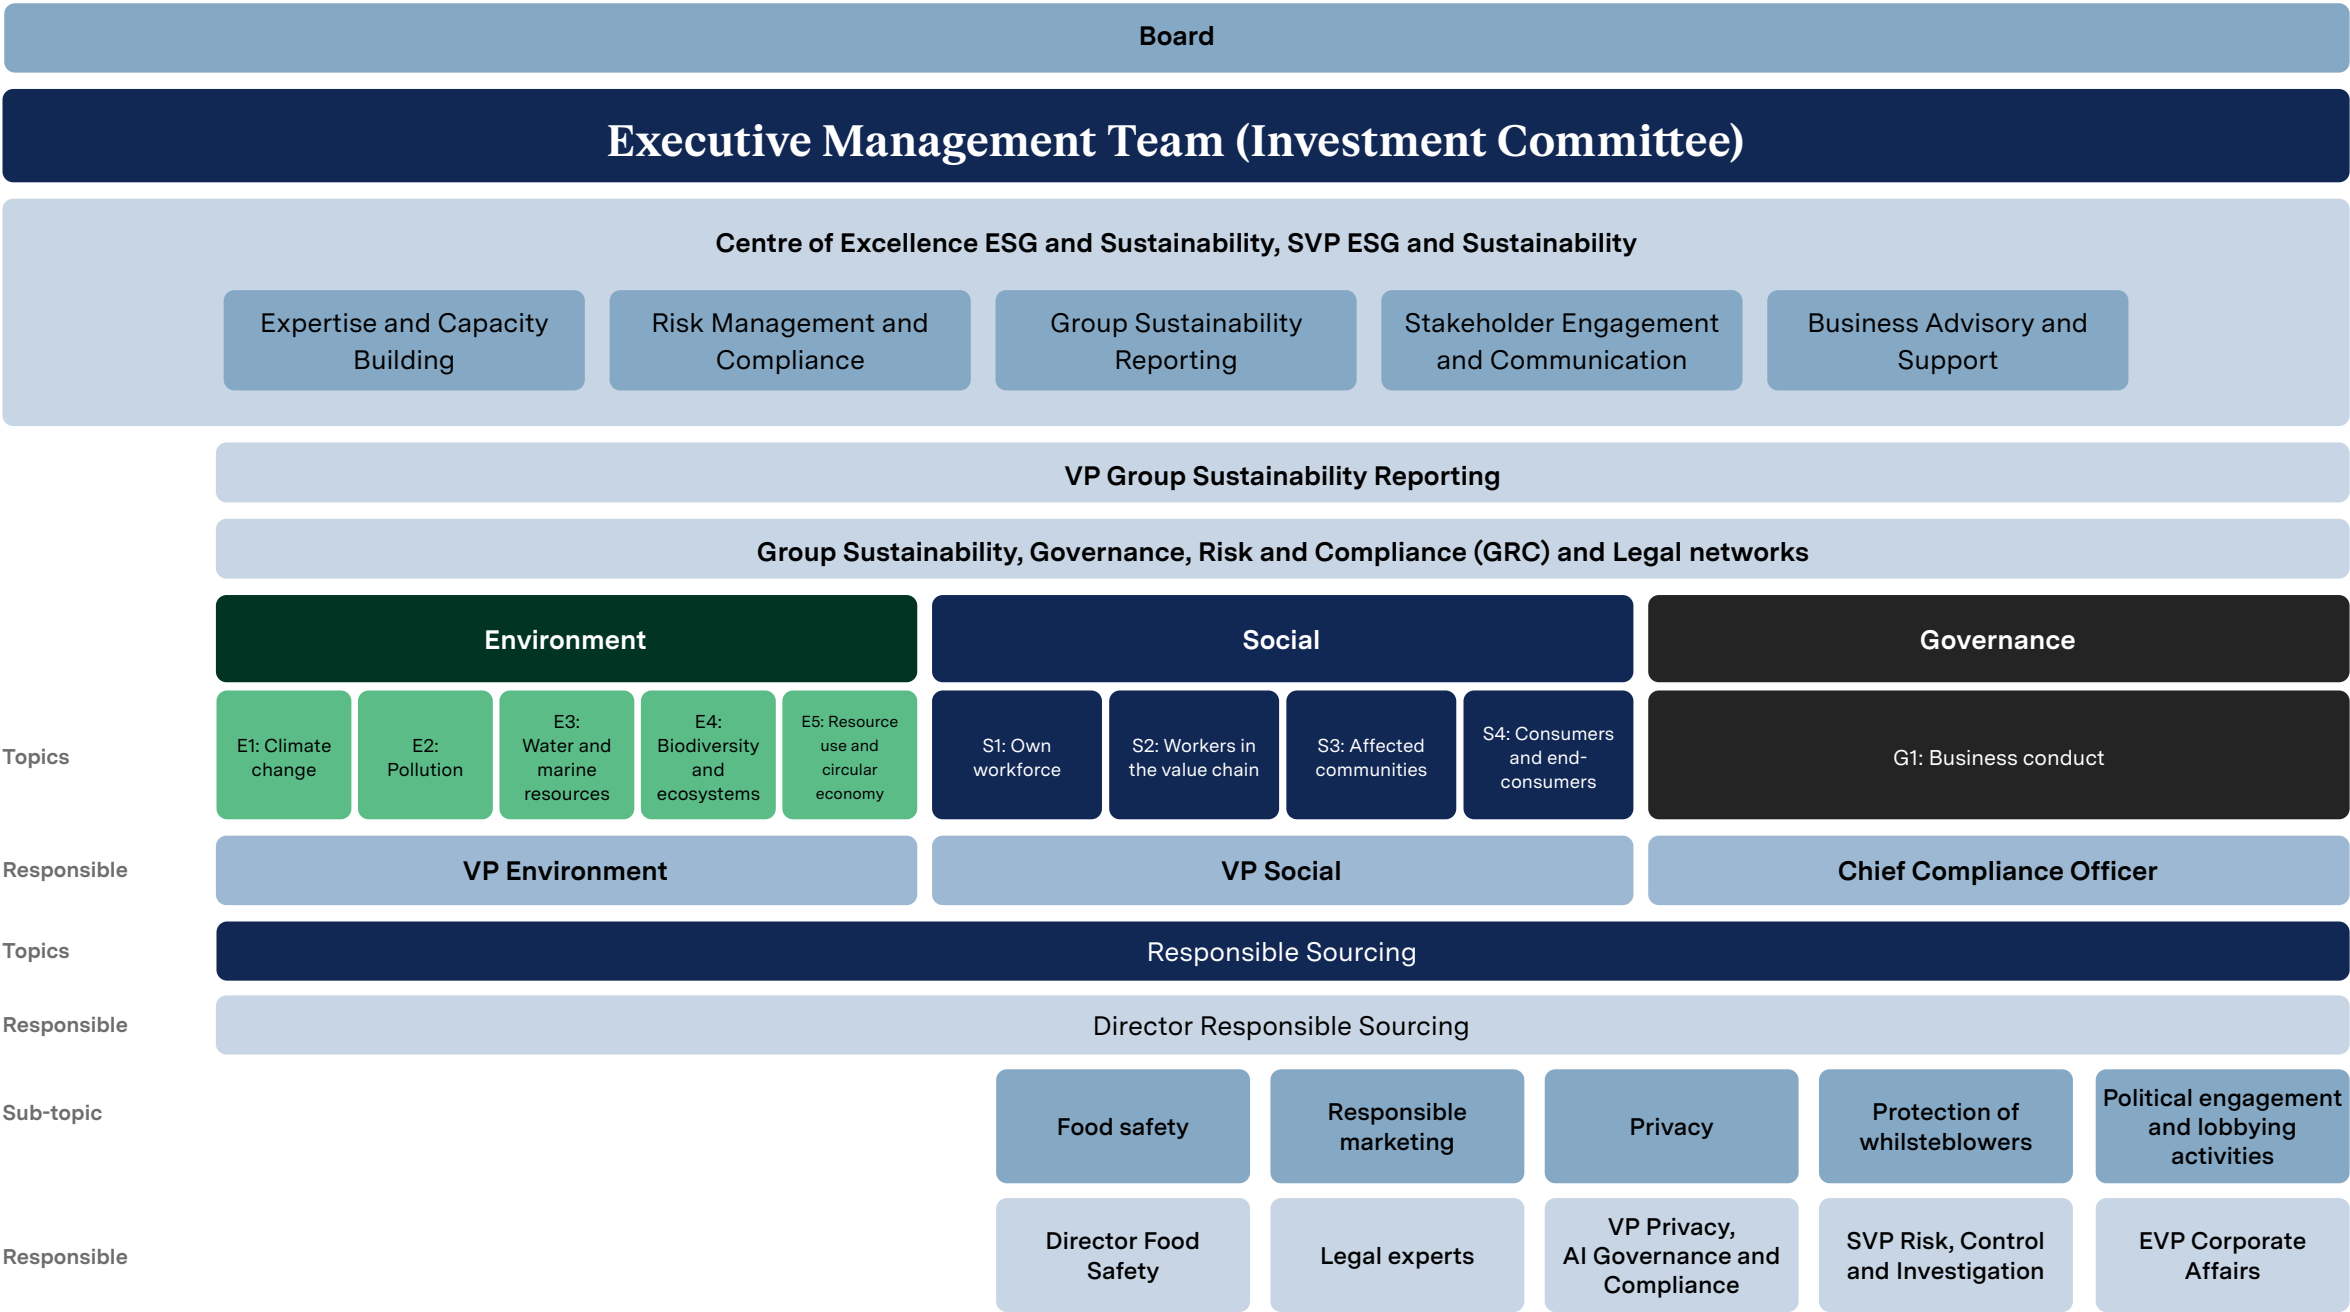 Board
Executive Management Team (Investment Committee)
Centre of Excellence ESG and Sustainability, SVP ESG and Sustainability
Expertise and Capacity
Building
Risk Management and
Compliance
Group Sustainability
Reporting
Stakeholder Engagement
and Communication
Business Advisory and
Support
VP Group Sustainability Reporting
Group Sustainability, Governance, Risk and Compliance (GRC) and Legal networks
Environment
Social
Governance
Topics
E1: Climate
change
E2:
Pollution
E3:
Water and
marine
resources
E4:
Biodiversity
and
ecosystems
E5: Resource
use and
circular
economy
S1: Own
workforce
S2: Workers in
the value chain
S3: Affected
communities
S4: Consumers
and end-
consumers
G1: Business conduct
Responsible
VP Environment
VP Social
Chief Compliance Officer
Topics
Responsible Sourcing
Responsible
Director Responsible Sourcing
Sub-topic
Food safety
Responsible
marketing
Privacy
Protection of
whilsteblowers
Political engagement
and lobbying
activities
Responsible
Director Food
Safety
Legal experts
VP Privacy,
AI Governance and
Compliance
SVP Risk, Control
and Investigation
EVP Corporate
Affairs